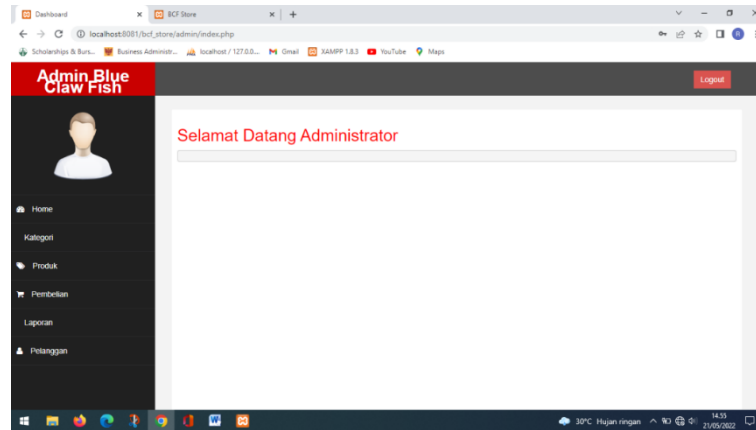 Dashboard
BCF Store
localhost:8081/bcf_store/admin/index.php
Scholarships & Burs...
Business Administr...
localhost / 127.0.0...
Gmail
XAMPP 1.8.3
YouTube
Maps
Admin Blue
Claw Fish
Logout
Selamat Datang Administrator
Home
Kategori
Produk
Pembelian
Laporan
Pelanggan
30°C Hujan ringan
14.55
21/05/2022